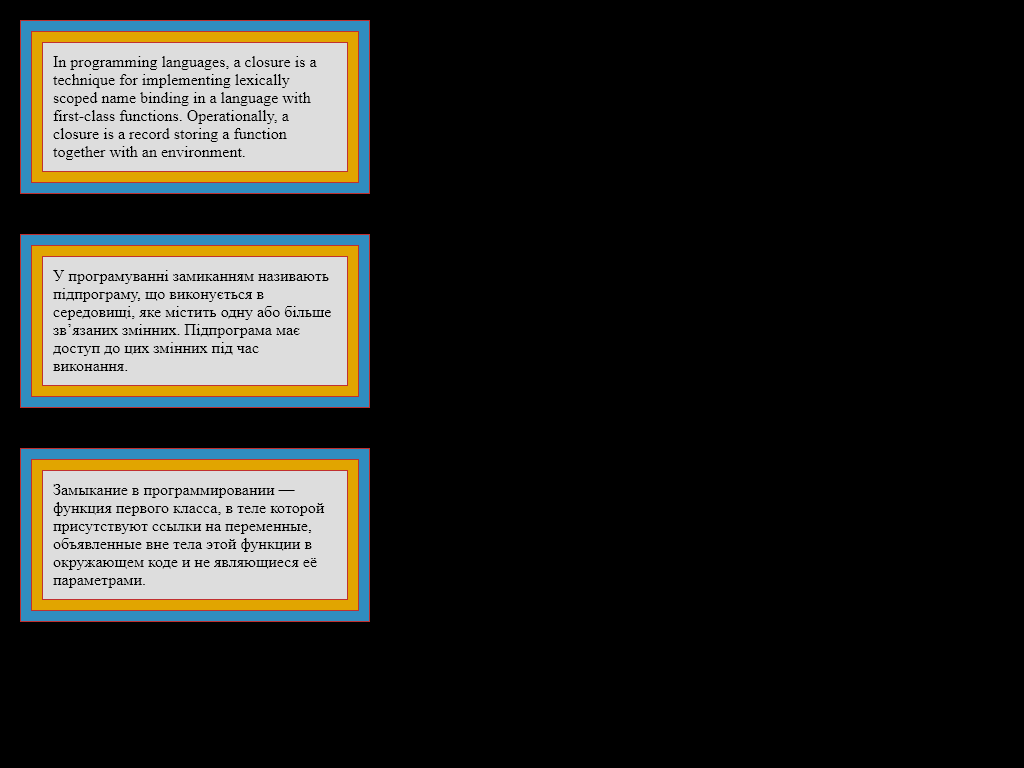 In programming languages, a closure is a
technique for implementing lexically
scoped name binding in a language with
first-class functions. Operationally, a
closure is a record storing a function
together with an environment.
У програмуванні замиканням називають
підпрограму, що виконується в
середовищі, яке містить одну або більше
зв’язаних змінних. Підпрограма має
доступ до цих змінних під час
виконання.
Замыкание в программировании —
функция первого класса, в теле которой
присутствуют ссылки на переменные,
объявленные вне тела этой функции в
окружающем коде и не являющиеся её
параметрами.